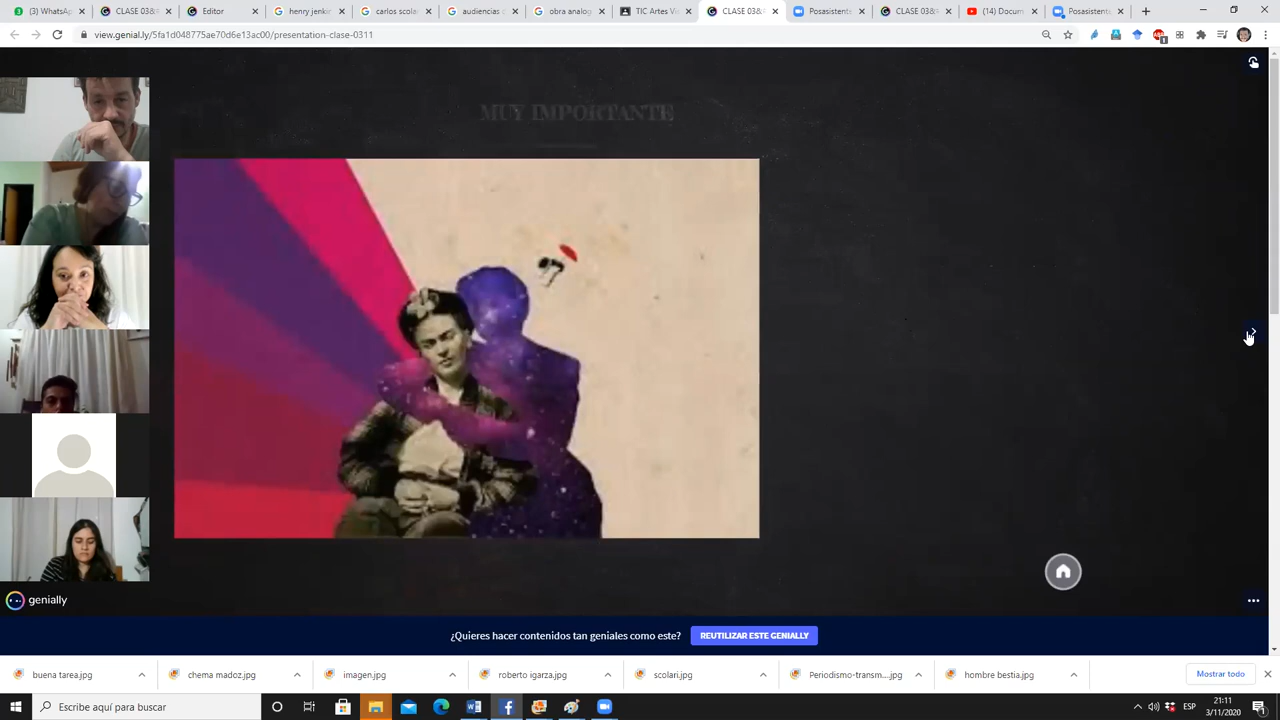 (3) WhatsA
CLASE 03&
Editor
henry jenki
carlos scola
audiencias
obra analog
TIC Artes Vi
CLASE 03&
Posasistente
CLASE 03&
(14) Docum
Posasistenta
view.genial.ly/5fa1d048775ae70d6e13ac00/presentation-clase-0311
MUY IMPORTANTE
genially
¿Quieres hacer contenidos tan geniales como este?
REUTILIZAR ESTE GENIALLY
buena tarea.jpg
chema madoz.jpg
imagen.jpg
roberto igarza.jpg
scolari.jpg
Periodismo-transm....jpg
hombre bestia.jpg
Mostrar todo
Escribe aquí para buscar
ESP
21:11
3/11/2020